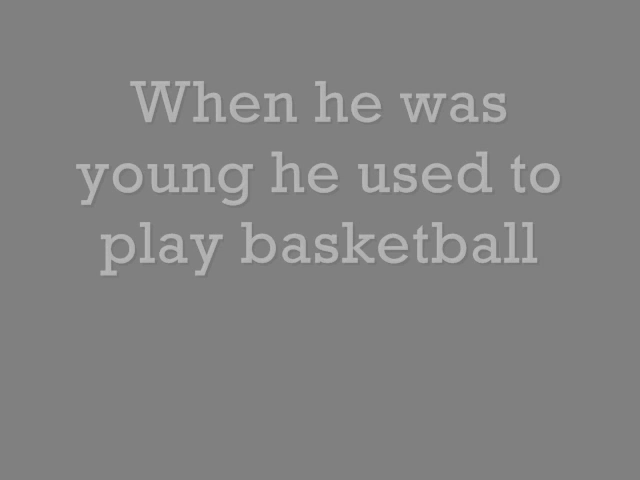 When he was
young he used to
play basketball